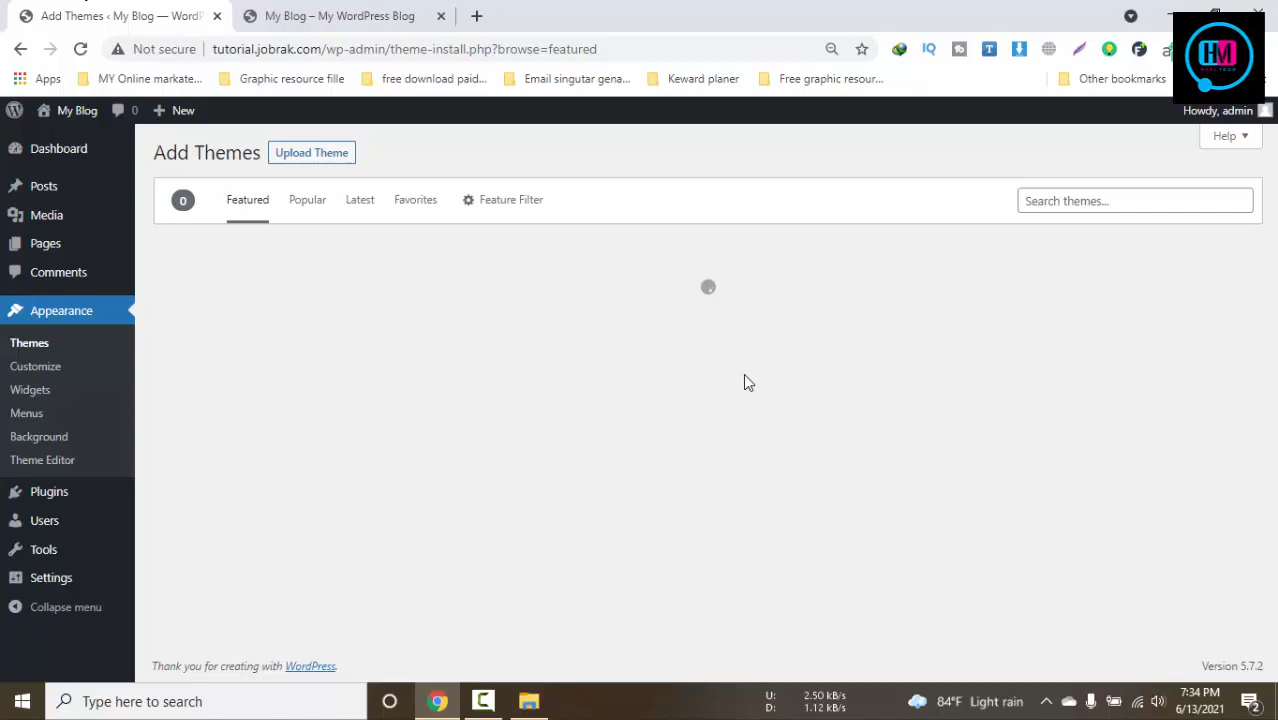 Add Themes ‹ My Blog — WordP
My Blog – My WordPress Blog
Not secure
tutorial.jobrak.com/wp-admin/theme-install.php?browse=featured
Apps
MY Online markate...
Graphic resource fille
free download paid...
Email singutar gena...
Keward planer
Free graphic resour...
Other bookmarks
HM
My Blog
0
New
Howdy, admin
Dashboard
Posts
Media
Pages
Comments
Appearance
Themes
Customize
Widgets
Menus
Background
Theme Editor
Plugins
Users
Tools
Settings
Collapse menu
Add Themes
Upload Theme
Help
0
Featured
Popular
Latest
Favorites
Feature Filter
Search themes...
Thank you for creating with WordPress.
Version 5.7.2
Type here to search
U: 2.50 kB/s
D: 1.12 kB/s
84°F Light rain
7:34 PM
6/13/2021
2